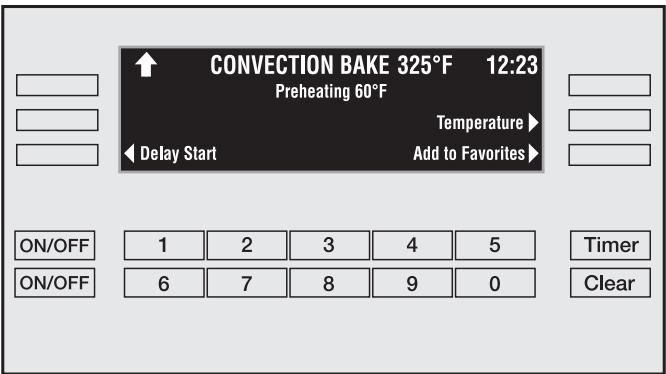 CONVECTION BAKE 325°F 12:23
Preheating 60°F
Temperature
Delay Start Add to Favorites
ON/OFF 1 2 3 4 5 Timer
ON/OFF 6 7 8 9 0 Clear